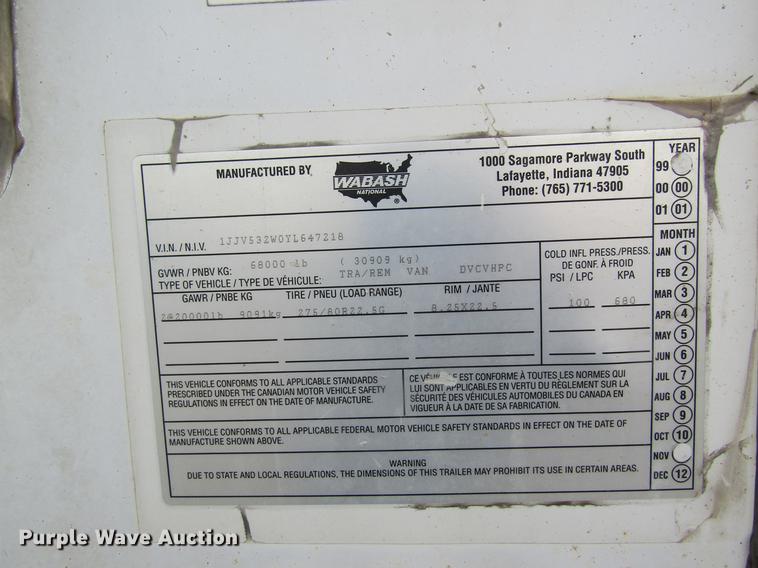 MANUFACTURED BY
WABASH
NATIONAL
®
1000 Sagamore Parkway South
Lafayette, Indiana 47905
Phone: (765) 771-5300
YEAR
99
00 00
01 01
V.I.N. / N.I.V. 1JJV532W0YL647218
GVWR / PNBV KG: 68000 lb ( 30909 kg)
TYPE OF VEHICLE / TYPE DE VÉHICULE: TRA/REM VAN DVCVHPC
COLD INFL PRESS./PRESS.
DE GONF. À FROID
PSI / LPC KPA
GAWR / PNBE KG TIRE / PNEU (LOAD RANGE) RIM / JANTE
2@20000lb 9091kg 275/80R22.5G 8.25X22.5 100 680
MONTH
JAN 1
FEB 2
MAR 3
APR 4
MAY 5
JUN 6
JUL 7
AUG 8
SEP 9
OCT 10
NOV
DEC 12
THIS VEHICLE CONFORMS TO ALL APPLICABLE STANDARDS
PRESCRIBED UNDER THE CANADIAN MOTOR VEHICLE SAFETY
REGULATIONS IN EFFECT ON THE DATE OF MANUFACTURE.
CE VÉHICULE EST CONFORME À TOUTES LES NORMES QUI
LUI SONT APPLICABLES EN VERTU DU RÈGLEMENT SUR LA
SÉCURITÉ DES VÉHICULES AUTOMOBILES DU CANADA EN
VIGUEUR À LA DATE DE SA FABRICATION.
THIS VEHICLE CONFORMS TO ALL APPLICABLE FEDERAL MOTOR VEHICLE SAFETY STANDARDS IN EFFECT ON THE DATE OF
MANUFACTURE SHOWN ABOVE.
WARNING
DUE TO STATE AND LOCAL REGULATIONS, THE DIMENSIONS OF THIS TRAILER MAY PROHIBIT ITS USE IN CERTAIN AREAS.
Purple Wave Auction